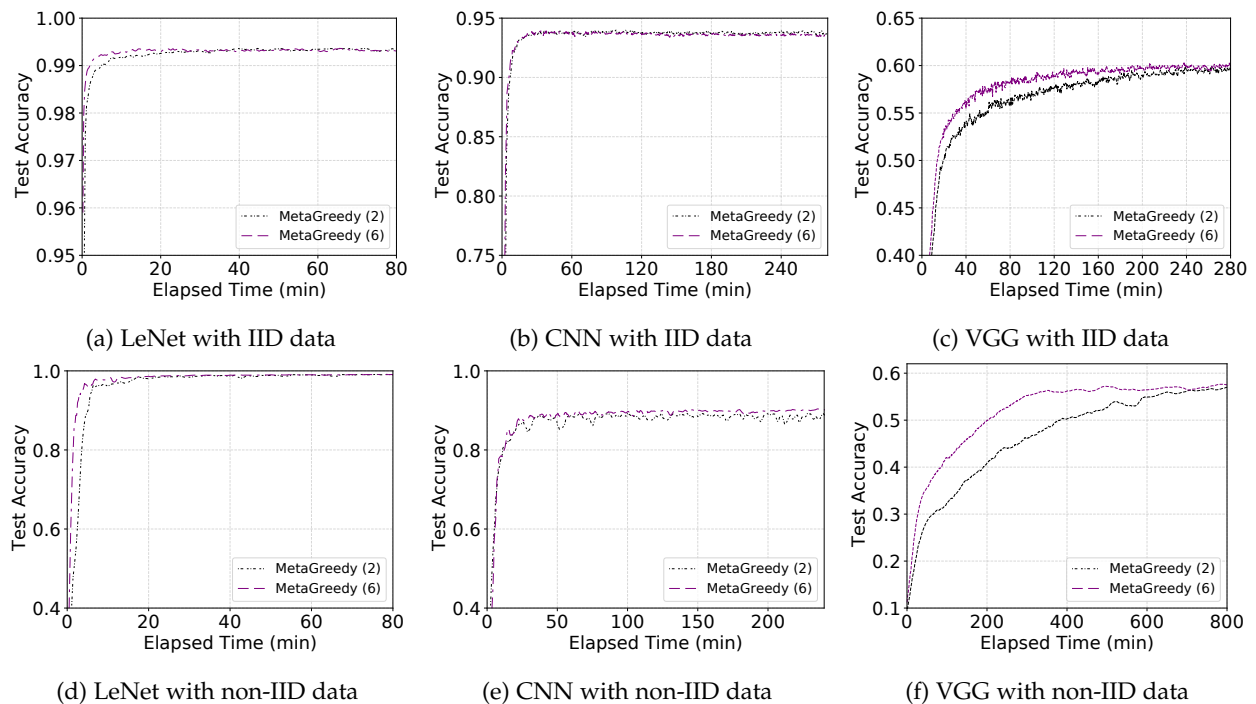 1.00
0.99
0.98
0.97
0.96
0.95
Test Accuracy
MetaGreedy (2)
MetaGreedy (6)
0 20 40 60 80
Elapsed Time (min)
(a) LeNet with IID data
0.95
0.90
0.85
0.80
0.75
Test Accuracy
MetaGreedy (2)
MetaGreedy (6)
0 60 120 180 240
Elapsed Time (min)
(b) CNN with IID data
0.65
0.60
0.55
0.50
0.45
0.40
Test Accuracy
MetaGreedy (2)
MetaGreedy (6)
0 40 80 120 160 200 240 280
Elapsed Time (min)
(c) VGG with IID data
1.0
0.8
0.6
0.4
Test Accuracy
MetaGreedy (2)
MetaGreedy (6)
0 20 40 60 80
Elapsed Time (min)
(d) LeNet with non-IID data
1.0
0.8
0.6
0.4
Test Accuracy
MetaGreedy (2)
MetaGreedy (6)
0 50 100 150 200
Elapsed Time (min)
(e) CNN with non-IID data
0.6
0.5
0.4
0.3
0.2
0.1
Test Accuracy
MetaGreedy (2)
MetaGreedy (6)
0 200 400 600 800
Elapsed Time (min)
(f) VGG with non-IID data